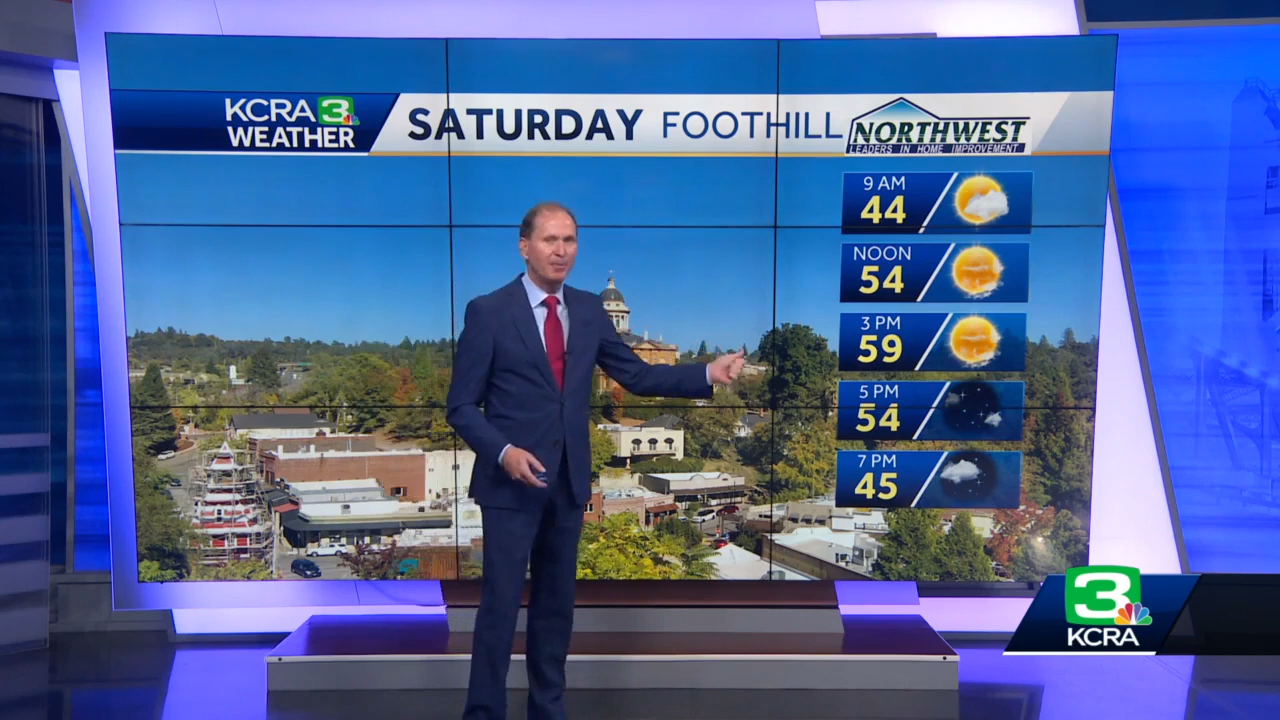 KCRA 3
WEATHER
SATURDAY FOOTHILL
NORTHWEST
LEADERS IN HOME IMPROVEMENT
9 AM
44
NOON
54
3 PM
59
5 PM
54
7 PM
45
3
KCRA